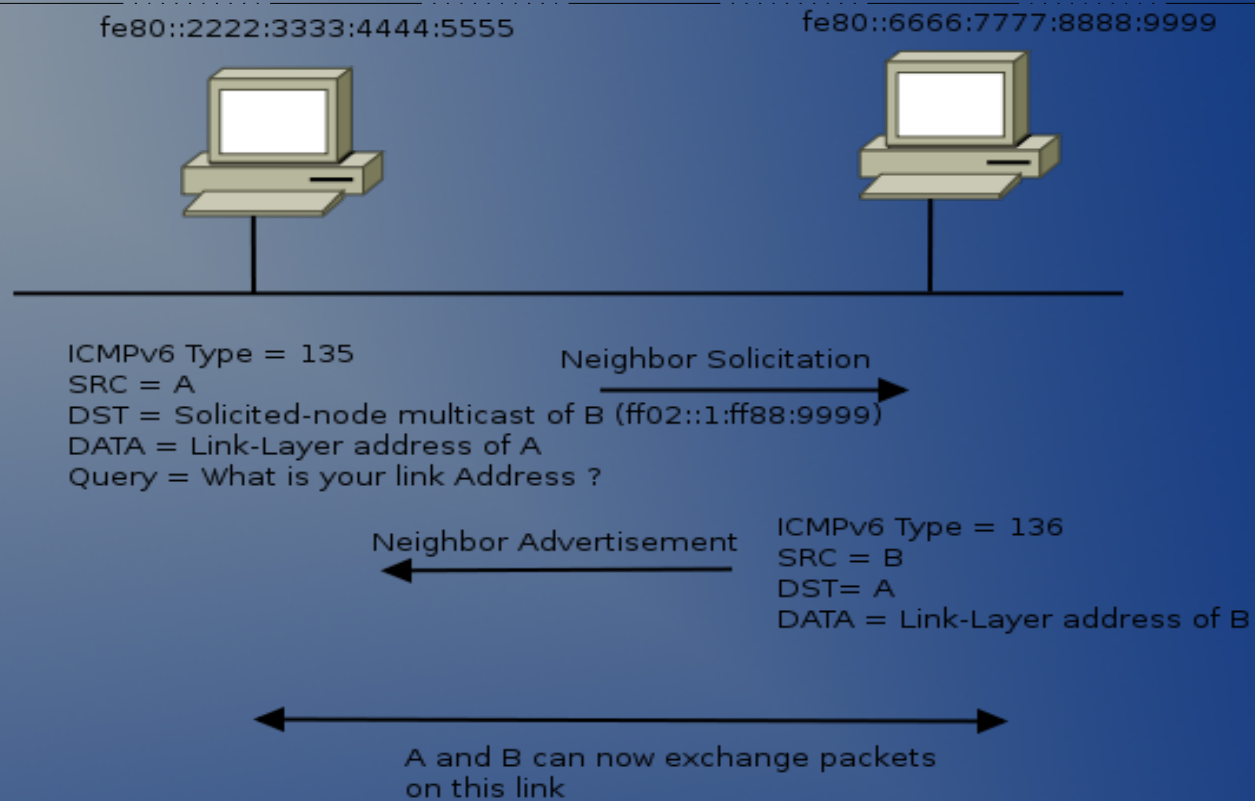 fe80::2222:3333:4444:5555
fe80::6666:7777:8888:9999
ICMPv6 Type = 135
SRC = A
DST = Solicited-node multicast of B (ff02::1:ff88:9999)
DATA = Link-Layer address of A
Query = What is your link Address ?
Neighbor Solicitation
Neighbor Advertisement
ICMPv6 Type = 136
SRC = B
DST= A
DATA = Link-Layer address of B
A and B can now exchange packets
on this link